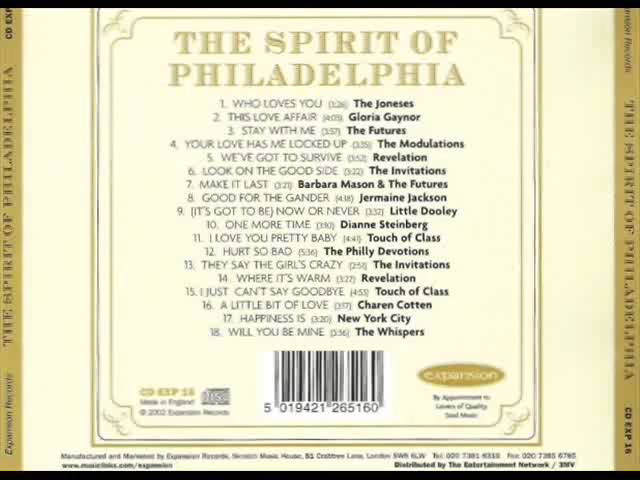 THE SPIRIT OF
PHILADELPHIA
1. WHO LOVES YOU (3:26) The Joneses
2. THIS LOVE AFFAIR (4:03) Gloria Gaynor
3. STAY WITH ME (3:57) The Futures
4. YOUR LOVE HAS ME LOCKED UP (3:35) The Modulations
5. WE'VE GOT TO SURVIVE (3:52) Revelation
6. LOOK ON THE GOOD SIDE (3:22) The Invitations
7. MAKE IT LAST (3:21) Barbara Mason & The Futures
8. GOOD FOR THE GANDER (4:18) Jermaine Jackson
9. (IT'S GOT TO BE) NOW OR NEVER (3:32) Little Dooley
10. ONE MORE TIME (3:10) Dianne Steinberg
11. I LOVE YOU PRETTY BABY (4:41) Touch of Class
12. HURT SO BAD (5:36) The Philly Devotions
13. THEY SAY THE GIRL'S CRAZY (2:51) The Invitations
14. WHERE IT'S WARM (3:27) Revelation
15. I JUST CAN'T SAY GOODBYE (4:53) Touch of Class
16. A LITTLE BIT OF LOVE (3:17) Charen Cotten
17. HAPPINESS IS (3:20) New York City
18. WILL YOU BE MINE (3:36) The Whispers
CD EXP 16
Made in England
© 2002 Expansion Records
5 019421 265160
expansion
By Appointment to
Lovers of Quality
Soul Music
Manufactured and Marketed by Expansion Records, Skratch Music House, 81 Crabtree Lane, London SW6 6LW Tel: 020 7381 8315 Fax: 020 7385 6785
www.musiclinks.com/expansion Distributed by The Entertainment Network / 3MV
Expansion Records
THE SPIRIT OF PHILADELPHIA
CD EXP
Expansion Records
THE SPIRIT OF PHILADELPHIA
CD EXP 16